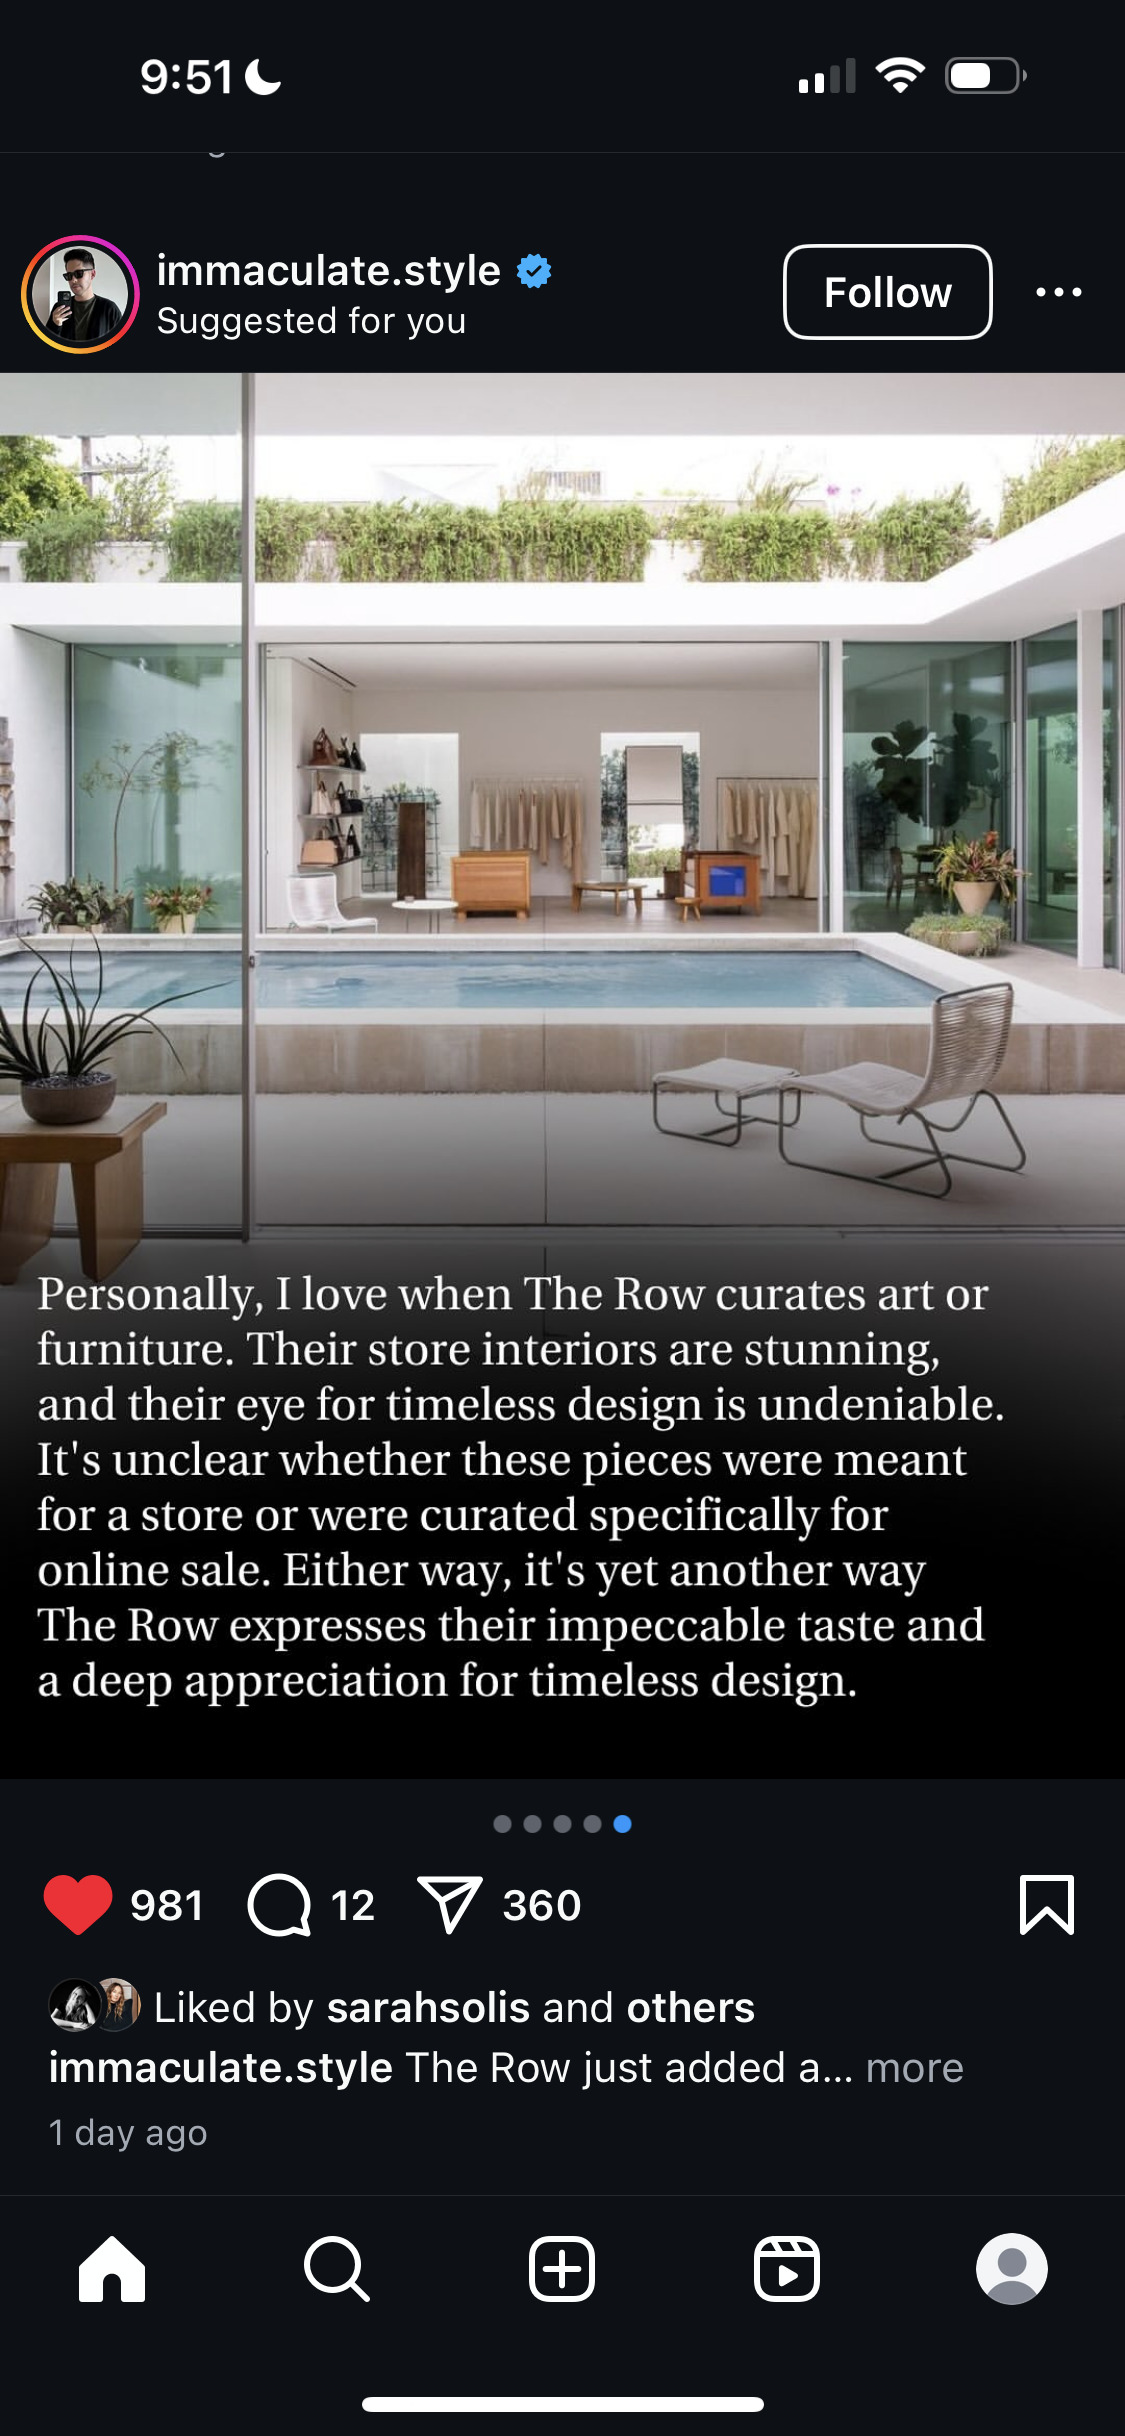 9:51
immaculate.style
Suggested for you
Follow
Personally, I love when The Row curates art or
furniture. Their store interiors are stunning,
and their eye for timeless design is undeniable.
It's unclear whether these pieces were meant
for a store or were curated specifically for
online sale. Either way, it's yet another way
The Row expresses their impeccable taste and
a deep appreciation for timeless design.
981 12 360
Liked by sarahsolis and others
immaculate.style The Row just added a... more
1 day ago